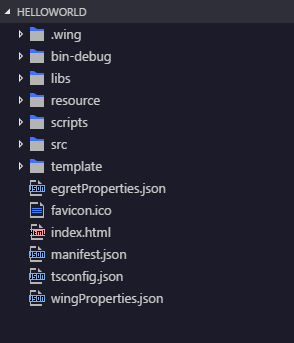 HELLOWORLD
.wing
bin-debug
libs
resource
scripts
src
template
egretProperties.json
favicon.ico
index.html
manifest.json
tsconfig.json
wingProperties.json